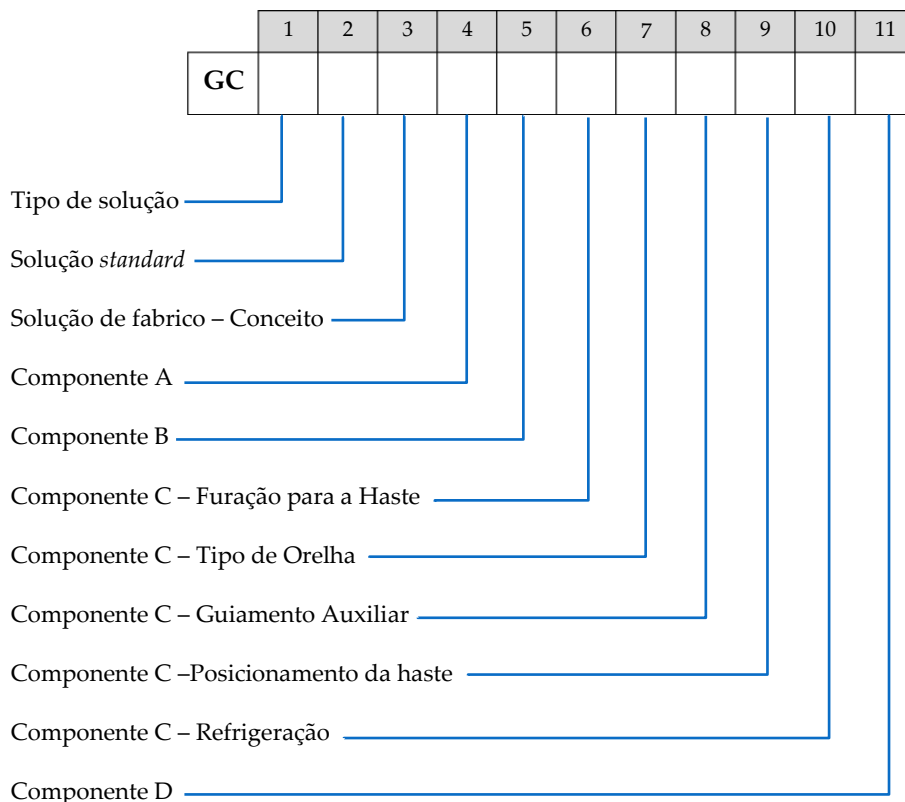 1 2 3 4 5 6 7 8 9 10 11
GC
Tipo de solução
Solução standard
Solução de fabrico – Conceito
Componente A
Componente B
Componente C – Furação para a Haste
Componente C – Tipo de Orelha
Componente C – Guiamento Auxiliar
Componente C –Posicionamento da haste
Componente C – Refrigeração
Componente D